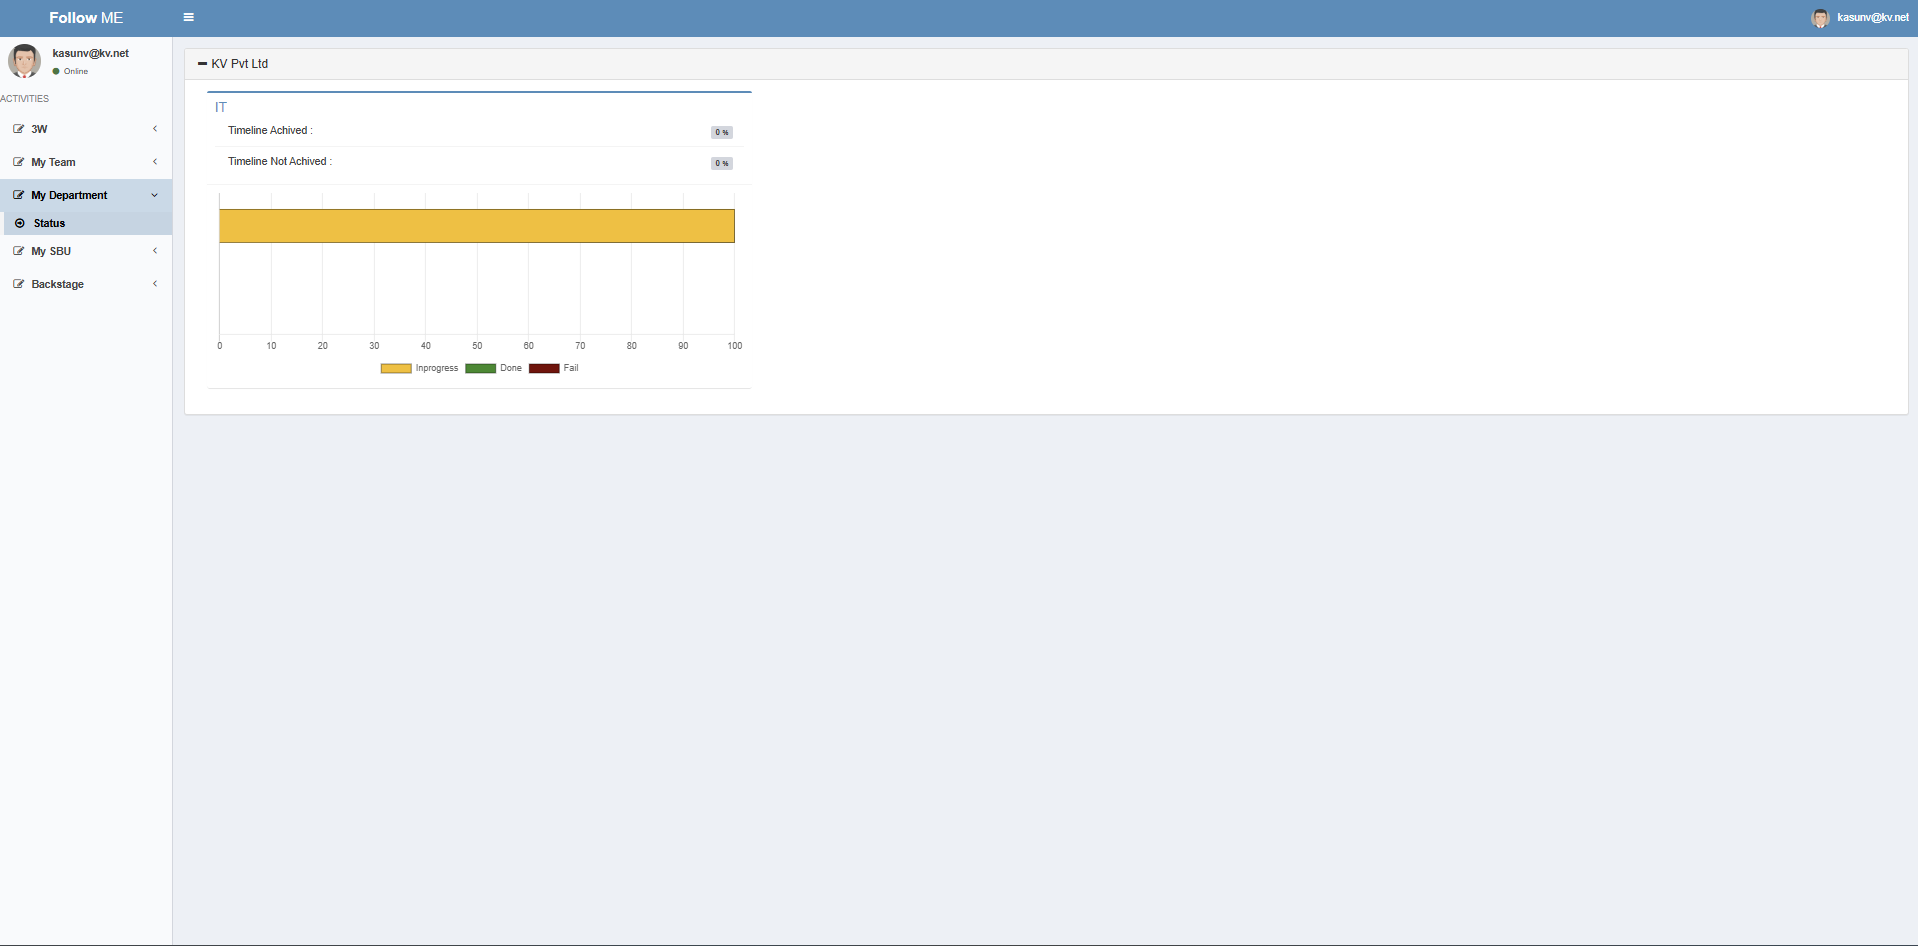 Follow ME
kasunv@kv.net
kasunv@kv.net
Online
ACTIVITIES
3W
My Team
My Department
Status
My SBU
Backstage
KV Pvt Ltd
IT
Timeline Achived :
0 %
Timeline Not Achived :
0 %
0 10 20 30 40 50 60 70 80 90 100
Inprogress Done Fail